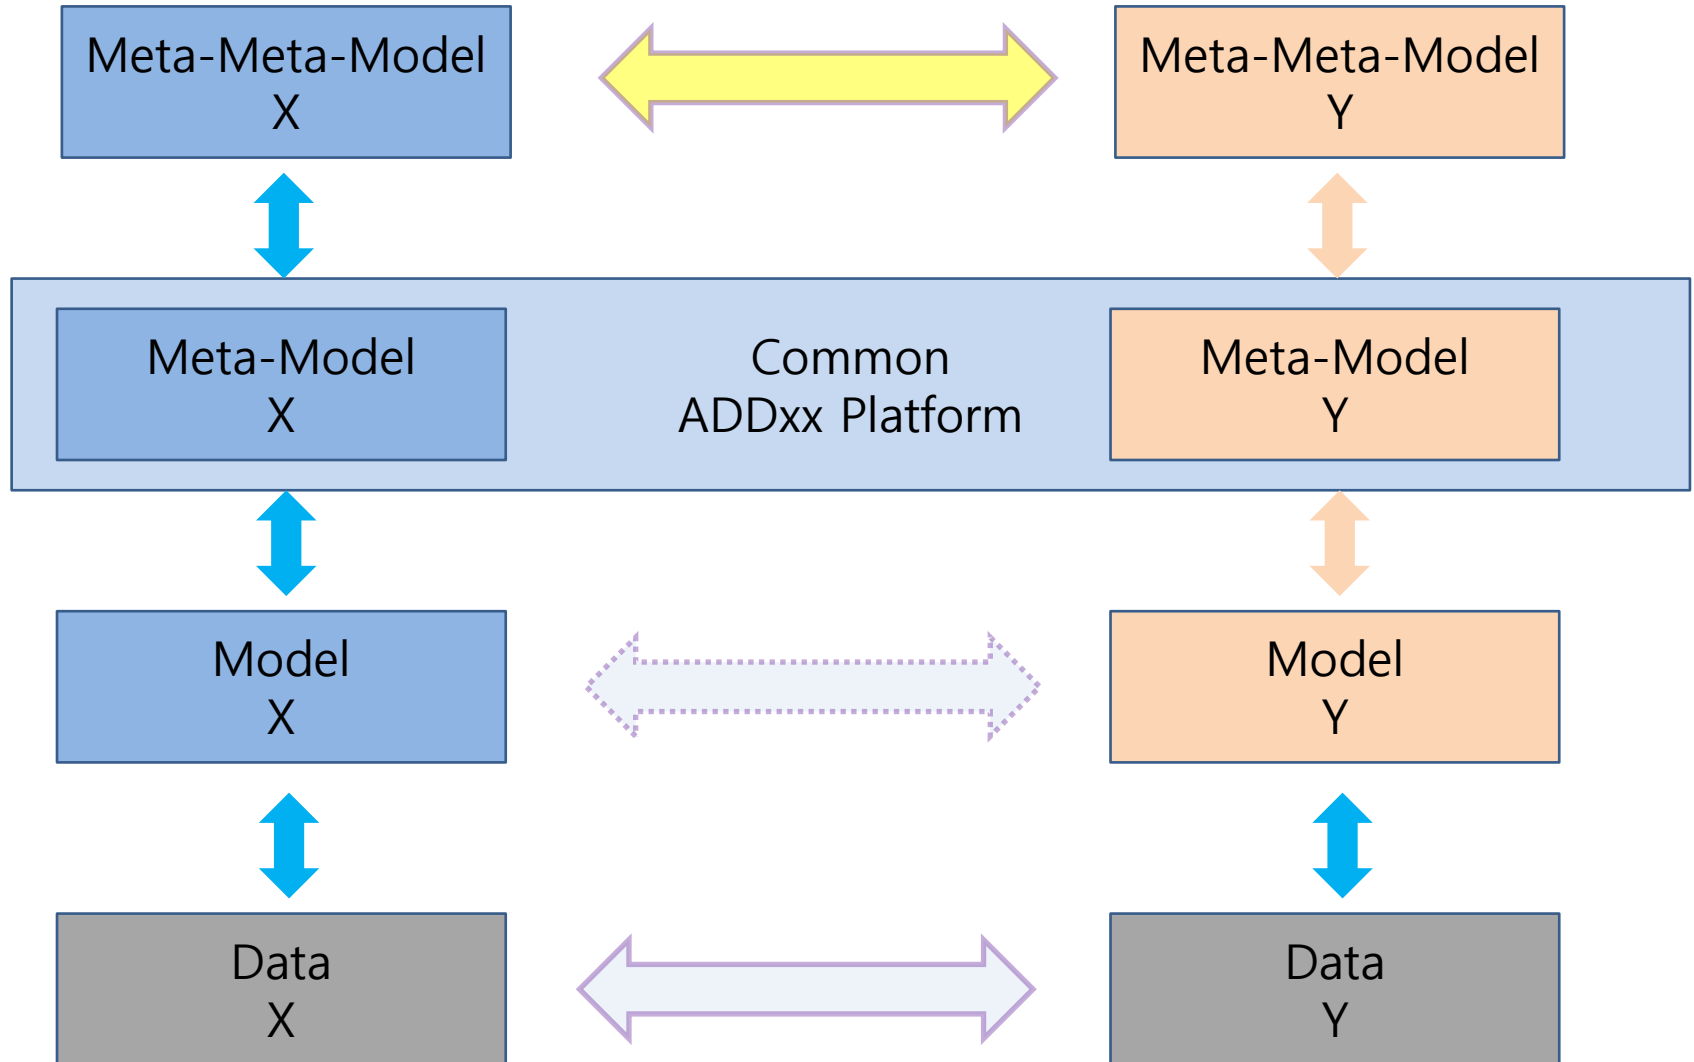 Meta-Meta-Model
X
Meta-Meta-Model
Y
Meta-Model
X
Common
ADDxx Platform
Meta-Model
Y
Model
X
Model
Y
Data
X
Data
Y